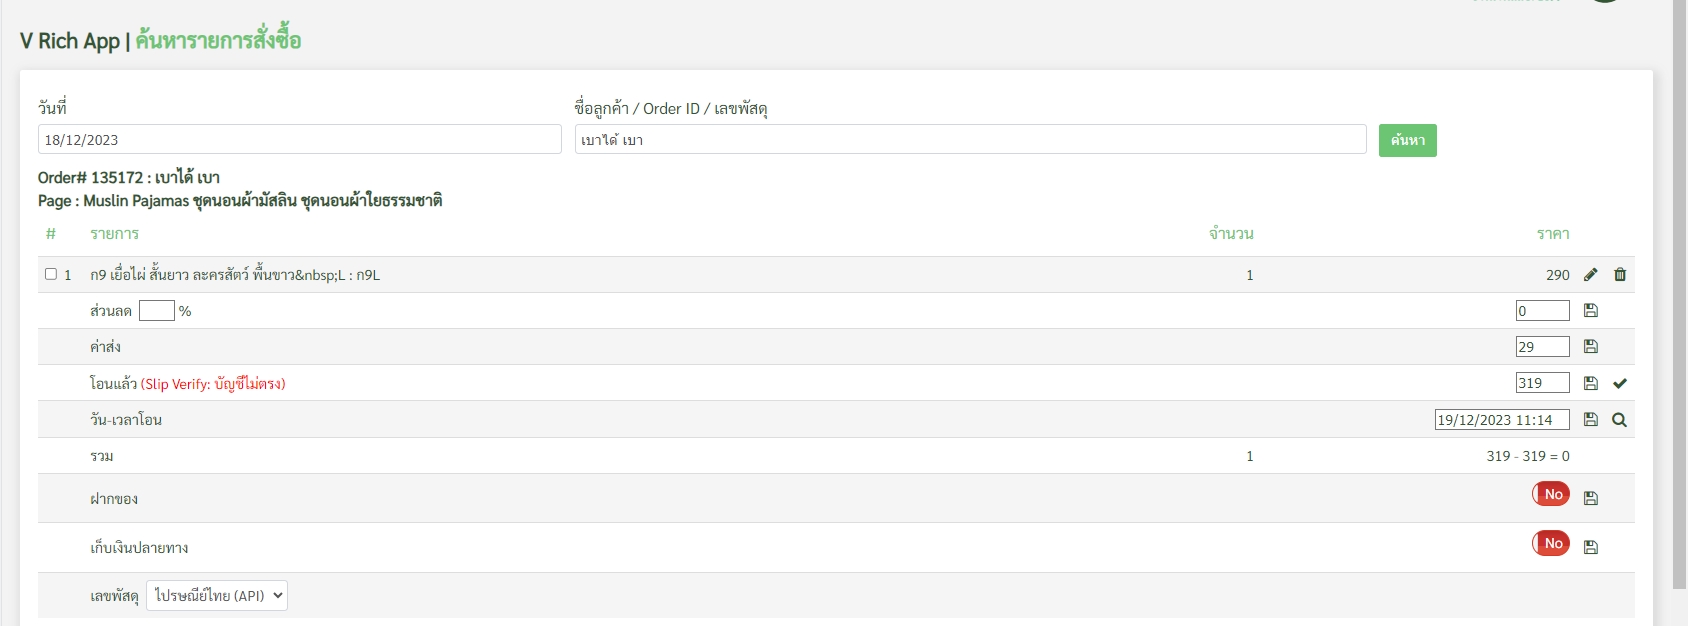 V Rich App | ค้นหารายการสั่งซื้อ
วันที่ ชื่อลูกค้า / Order ID / เลขพัสดุ
18/12/2023 เบาได้ เบา ค้นหา
Order# 135172 : เบาได้ เบา
Page : Muslin Pajamas ชุดนอนผ้ามัสลิน ชุดนอนผ้าใยธรรมชาติ
# รายการ จำนวน ราคา
1 ก9 เยื่อไผ่ สั้นยาว ละครสัตว์ พื้นขาว&nbsp;L : ก9L 1 290
ส่วนลด % 0
ค่าส่ง 29
โอนแล้ว (Slip Verify: บัญชีไม่ตรง) 319
วัน-เวลาโอน 19/12/2023 11:14
รวม 1 319 - 319 = 0
ฝากของ No
เก็บเงินปลายทาง No
เลขพัสดุ ไปรษณีย์ไทย (API)